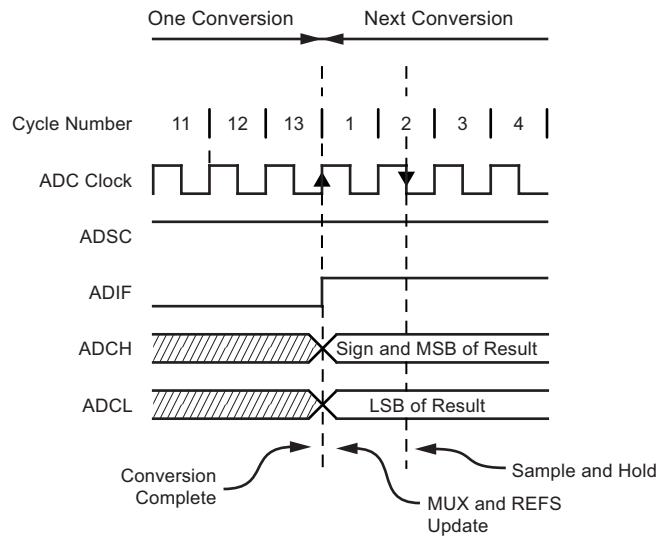 One Conversion Next Conversion
Cycle Number 11 12 13 1 2 3 4
ADC Clock
ADSC
ADIF
ADCH Sign and MSB of Result
ADCL LSB of Result
Conversion
Complete
MUX and REFS
Update
Sample and Hold